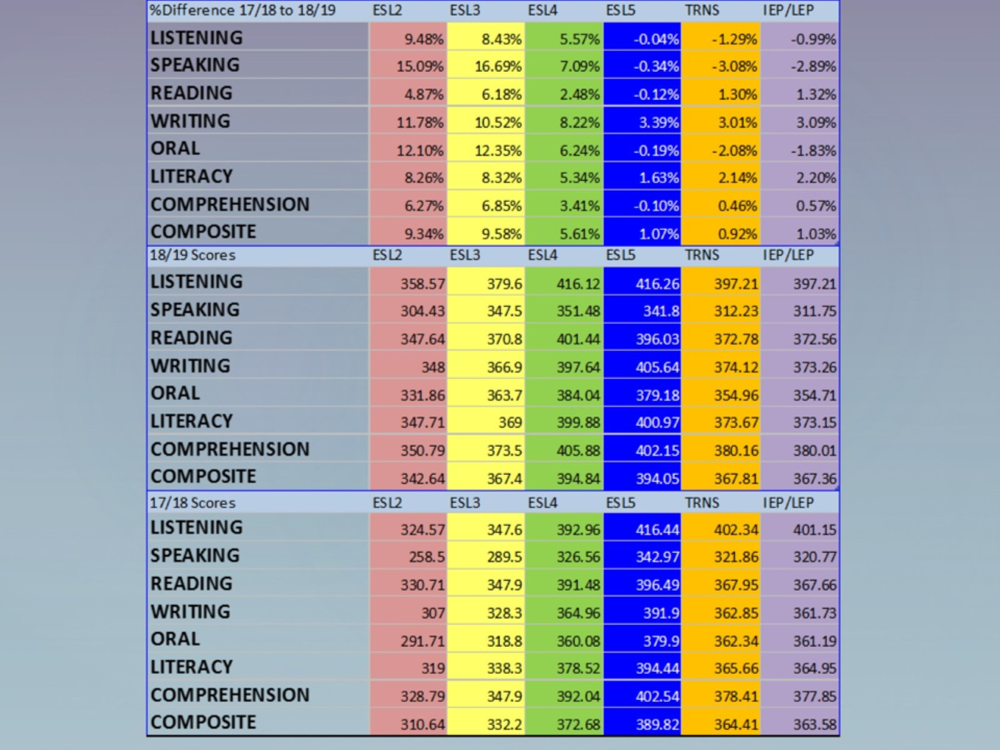 %Difference 17/18 to 18/19 ESL2 ESL3 ESL4 ESL5 TRNS IEP/LEP
LISTENING 9.48% 8.43% 5.57% -0.04% -1.29% -0.99%
SPEAKING 15.09% 16.69% 7.09% -0.34% -3.08% -2.89%
READING 4.87% 6.18% 2.48% -0.12% 1.30% 1.32%
WRITING 11.78% 10.52% 8.22% 3.39% 3.01% 3.09%
ORAL 12.10% 12.35% 6.24% -0.19% -2.08% -1.83%
LITERACY 8.26% 8.32% 5.34% 1.63% 2.14% 2.20%
COMPREHENSION 6.27% 6.85% 3.41% -0.10% 0.46% 0.57%
COMPOSITE 9.34% 9.58% 5.61% 1.07% 0.92% 1.03%
18/19 Scores ESL2 ESL3 ESL4 ESL5 TRNS IEP/LEP
LISTENING 358.57 379.6 416.12 416.26 397.21 397.21
SPEAKING 304.43 347.5 351.48 341.8 312.23 311.75
READING 347.64 370.8 401.44 396.03 372.78 372.56
WRITING 348 366.9 397.64 405.64 374.12 373.26
ORAL 331.86 363.7 384.04 379.18 354.96 354.71
LITERACY 347.71 369 399.88 400.97 373.67 373.15
COMPREHENSION 350.79 373.5 405.88 402.15 380.16 380.01
COMPOSITE 342.64 367.4 394.84 394.05 367.81 367.36
17/18 Scores ESL2 ESL3 ESL4 ESL5 TRNS IEP/LEP
LISTENING 324.57 347.6 392.96 416.44 402.34 401.15
SPEAKING 258.5 289.5 326.56 342.97 321.86 320.77
READING 330.71 347.9 391.48 396.49 367.95 367.66
WRITING 307 328.3 364.96 391.9 362.85 361.73
ORAL 291.71 318.8 360.08 379.9 362.34 361.19
LITERACY 319 338.3 378.52 394.44 365.66 364.95
COMPREHENSION 328.79 347.9 392.04 402.54 378.41 377.85
COMPOSITE 310.64 332.2 372.68 389.82 364.41 363.58